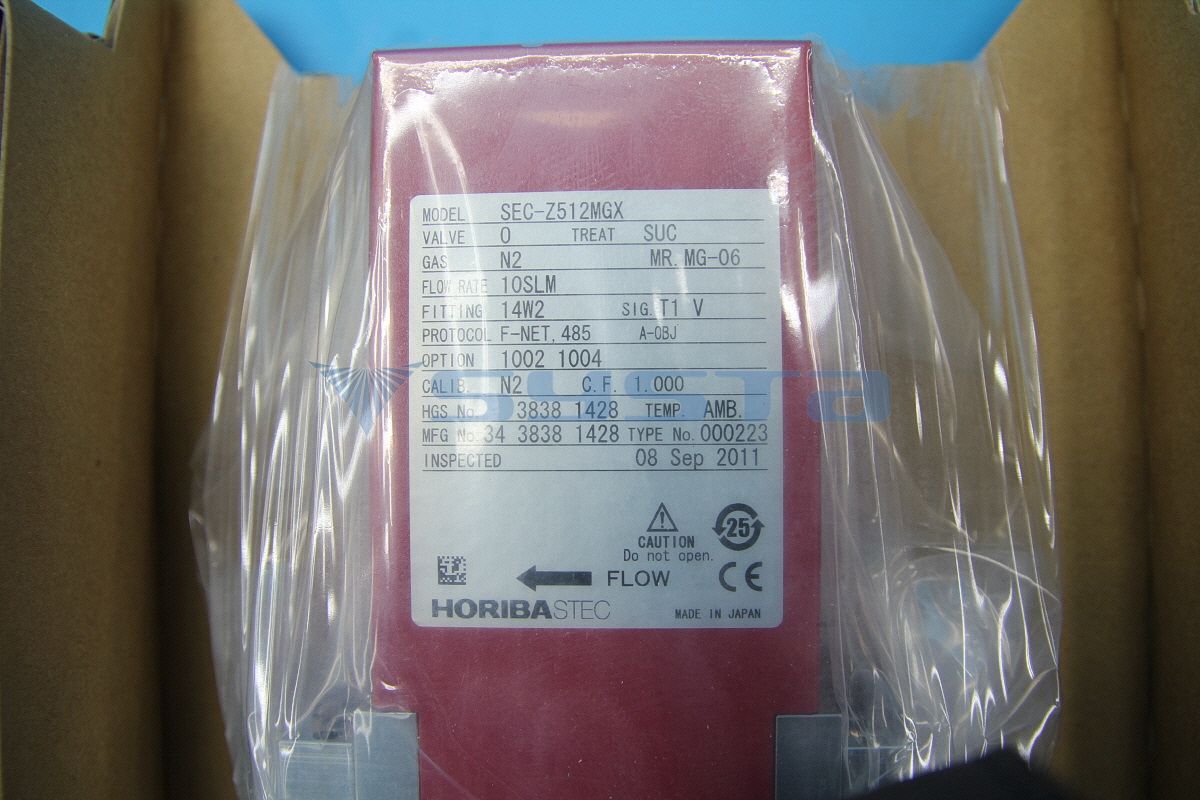 MODEL SEC-Z512MGX
VALVE O TREAT SUC
GAS N2 MR. MG-06
FLOW RATE 10SLM
FITTING 14W2 SIG. T1 V
PROTOCOL F-NET, 485 A-OBJ
OPTION 1002 1004
CALIB. N2 C.F. 1.000
SUSTA
HGS No. 3838 1428 TEMP. AMB.
MFG No. 34 3838 1428 TYPE No. 000223
INSPECTED 08 Sep 2011
25
CAUTION
Do not open.
FLOW CE
HORIBASTEC MADE IN JAPAN